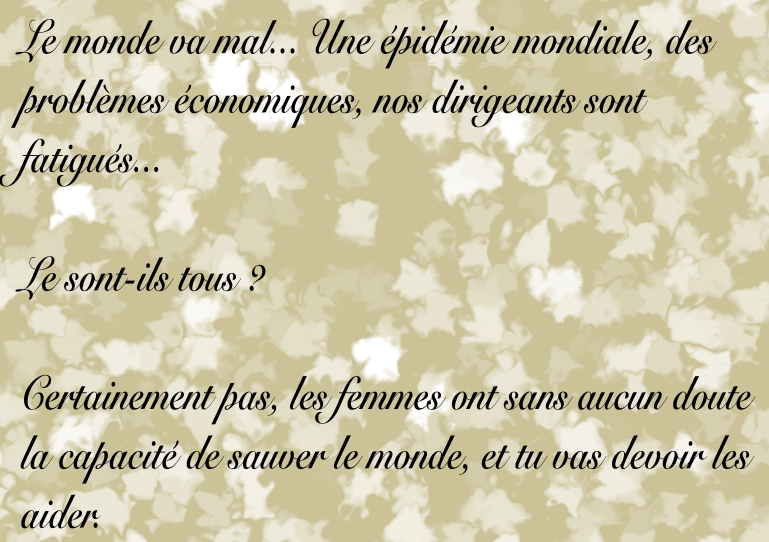 Le monde va mal... Une épidémie mondiale, des
problèmes économiques, nos dirigeants sont
fatigués...
Le sont-ils tous ?
Certainement pas, les femmes ont sans aucun doute
la capacité de sauver le monde, et tu vas devoir les
aider.